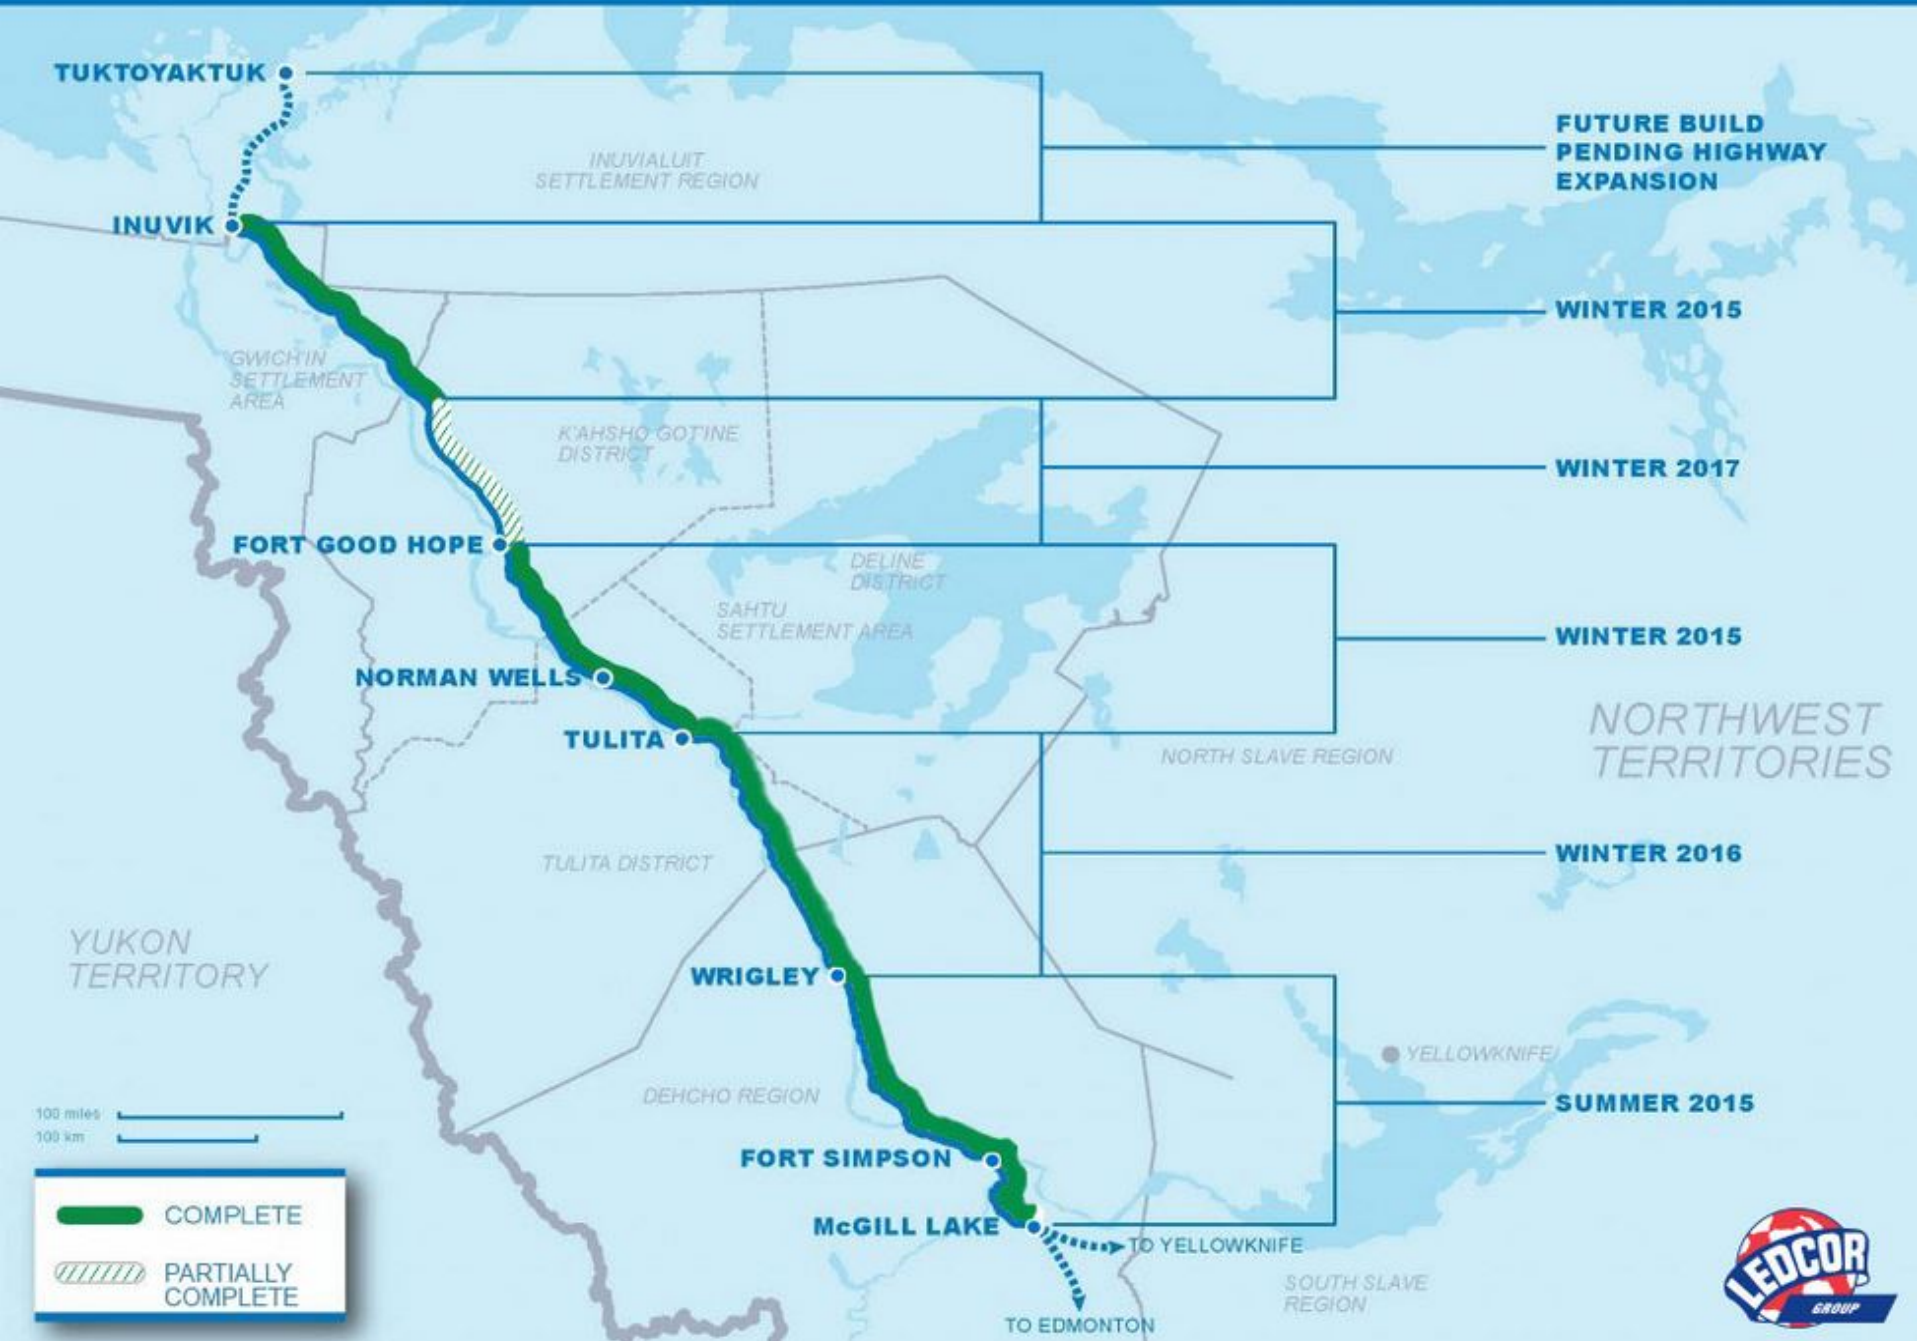 TUKTOYAKTUK
FUTURE BUILD
PENDING HIGHWAY
EXPANSION
INUVIALUIT
SETTLEMENT REGION
INUVIK
WINTER 2015
GWICH'IN
SETTLEMENT
AREA
K'AHSHO GOT'INE
DISTRICT
WINTER 2017
FORT GOOD HOPE
DELINE
DISTRICT
SAHTU
SETTLEMENT AREA
WINTER 2015
NORMAN WELLS
TULITA
NORTHWEST
TERRITORIES
NORTH SLAVE REGION
TULITA DISTRICT
WINTER 2016
YUKON
TERRITORY
WRIGLEY
YELLOWKNIFE
DEHCHO REGION
SUMMER 2015
100 miles
100 km
FORT SIMPSON
McGILL LAKE
TO YELLOWKNIFE
TO EDMONTON
SOUTH SLAVE
REGION
COMPLETE
PARTIALLY
COMPLETE
LEDCOR
GROUP